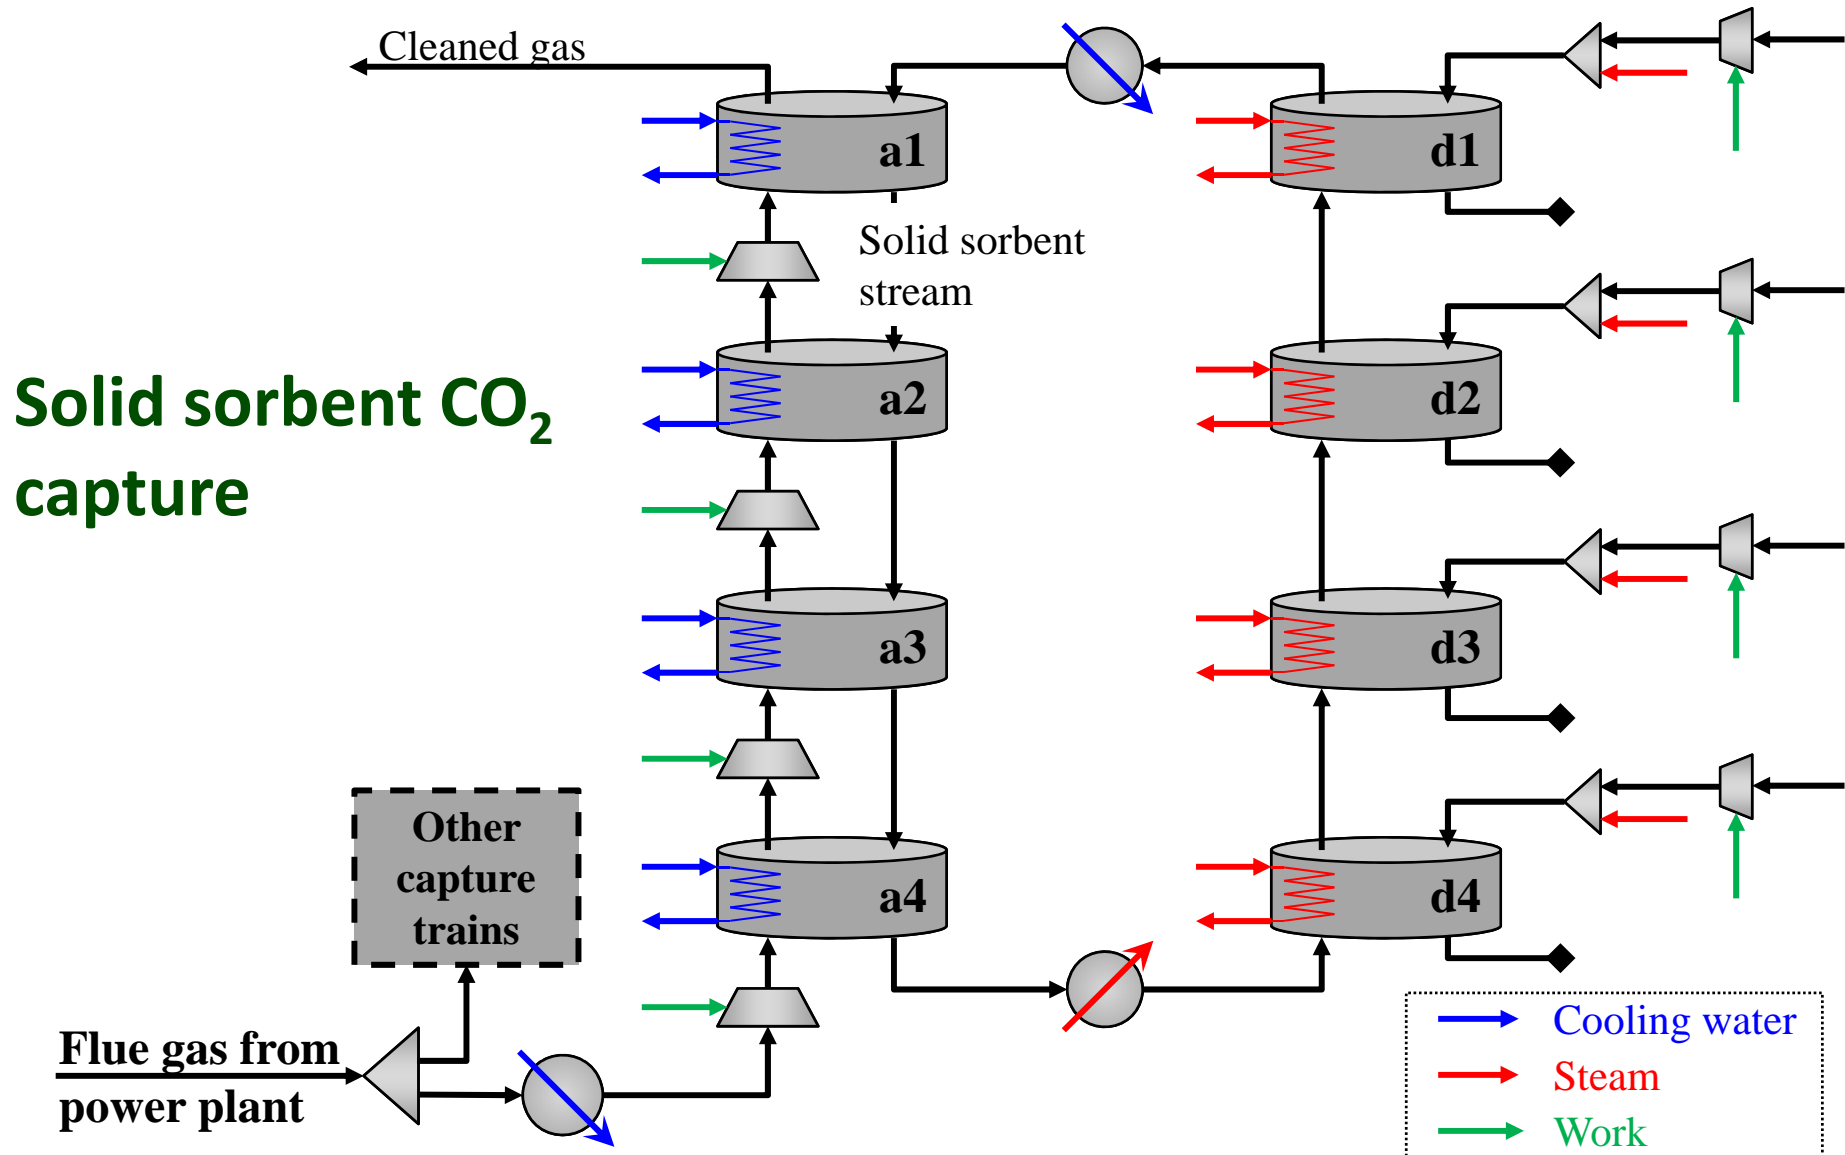 Cleaned gas
a1
d1
Solid sorbent
stream
Solid sorbent CO₂
capture
a2
d2
a3
d3
Other
capture
trains
a4
d4
Flue gas from
power plant
Cooling water
Steam
Work